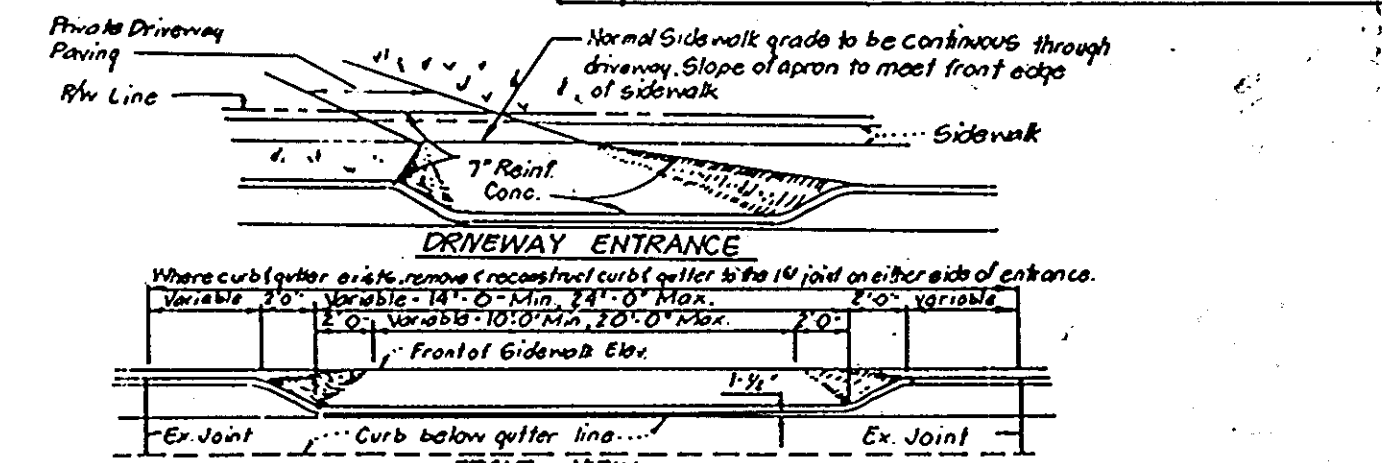 Private Driveway
Paving
R/W Line
Normal Sidewalk grade to be continuous through
driveway. Slope of apron to meet front edge
of sidewalk
Sidewalk
7" Reinf.
Conc.
DRIVEWAY ENTRANCE
Where curb & gutter exists, remove & reconstruct curb & gutter to the 1st joint on either side of entrance.
Variable 2'0" Variable - 14'-0" Min, 24'-0" Max. 2'-0" Variable
2'0" Variable - 10'0" Min, 20'-0" Max. 2'0"
Front of Sidewalk Elev.
1-1/2"
Ex. Joint Curb below gutter line Ex. Joint